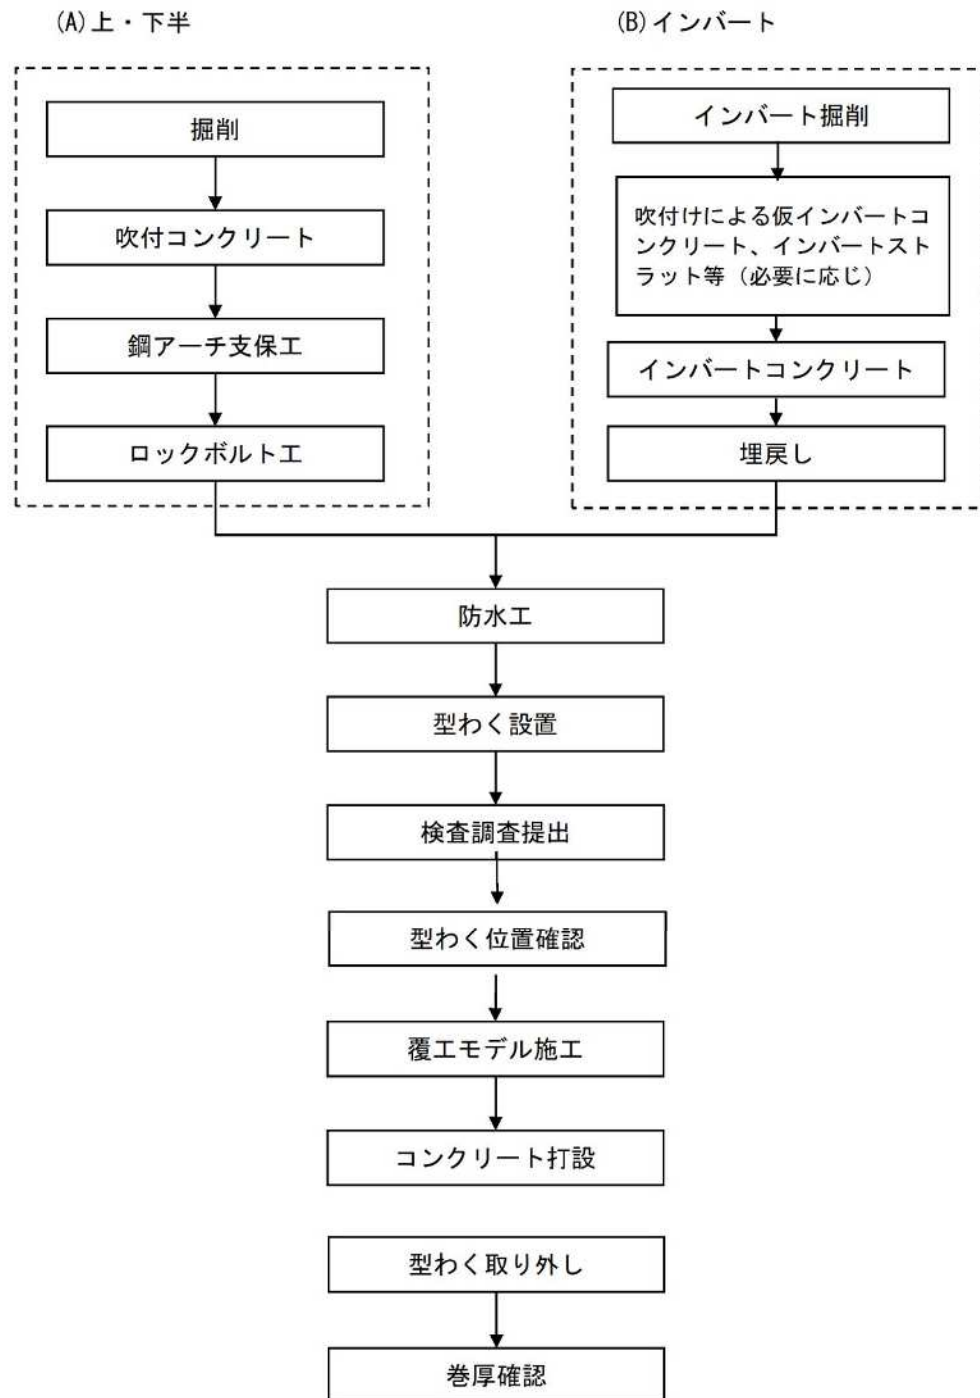 (A)上・下半
掘削
吹付コンクリート
鋼アーチ支保工
ロックボルト工
(B)インバート
インバート掘削
吹付けによる仮インバートコ
ンクリート、インバートスト
ラット等（必要に応じ）
インバートコンクリート
埋戻し
防水工
型わく設置
検査調査提出
型わく位置確認
覆工モデル施工
コンクリート打設
型わく取り外し
巻厚確認